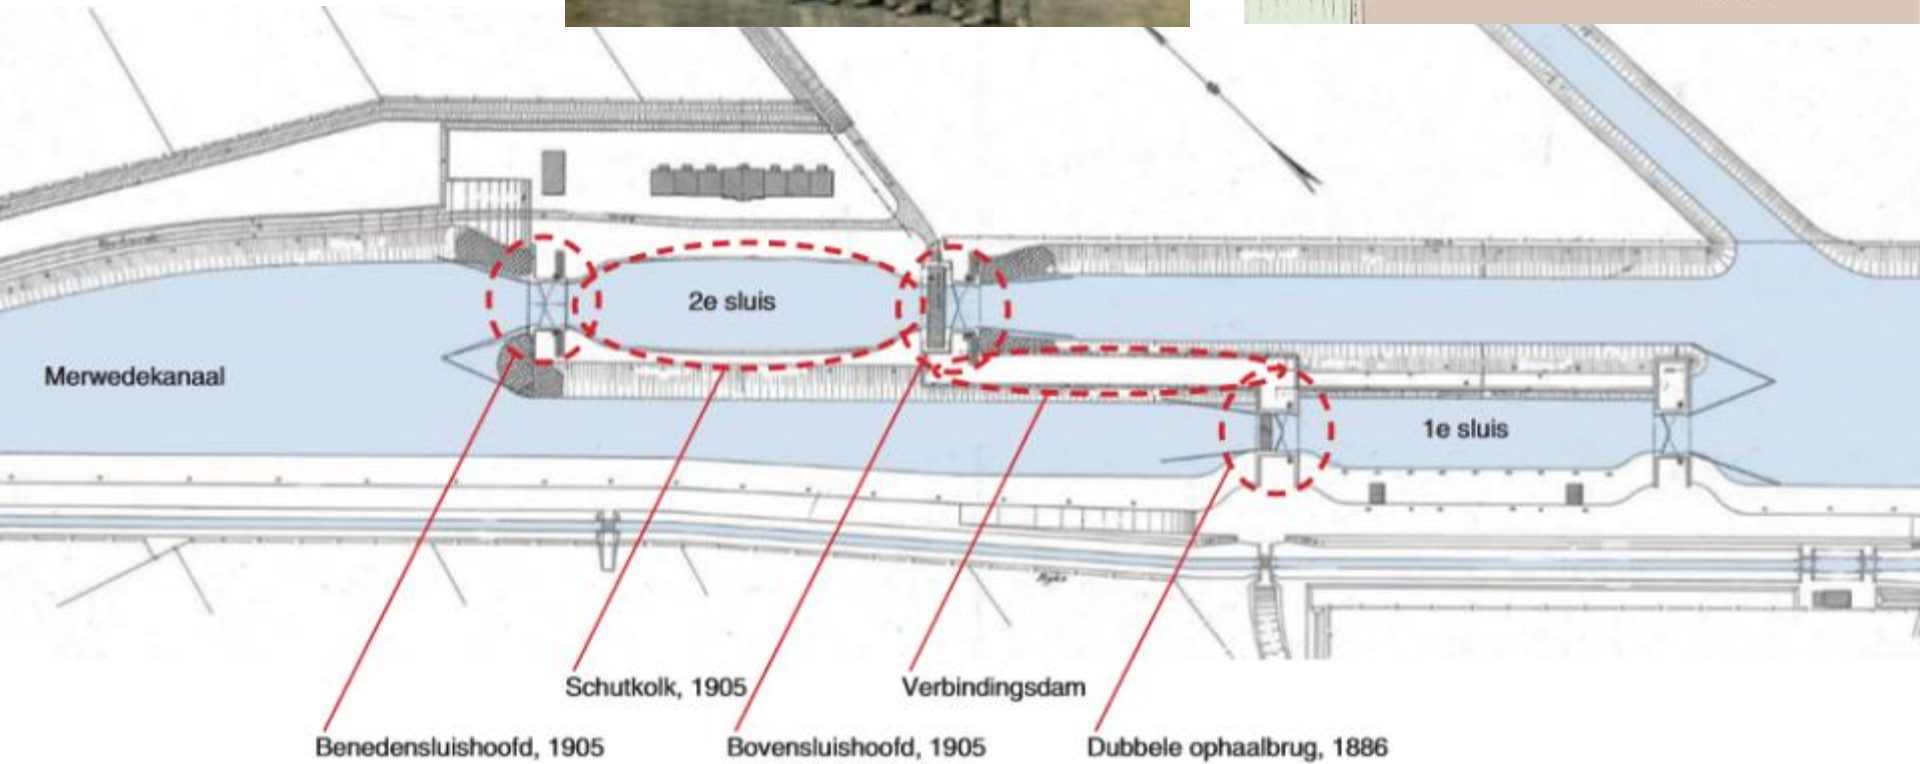 2e sluis
Merwedekanaal
1e sluis
Schutkolk, 1905
Verbindingsdam
Benedensluishoofd, 1905
Bovensluishoofd, 1905
Dubbele ophaalbrug, 1886